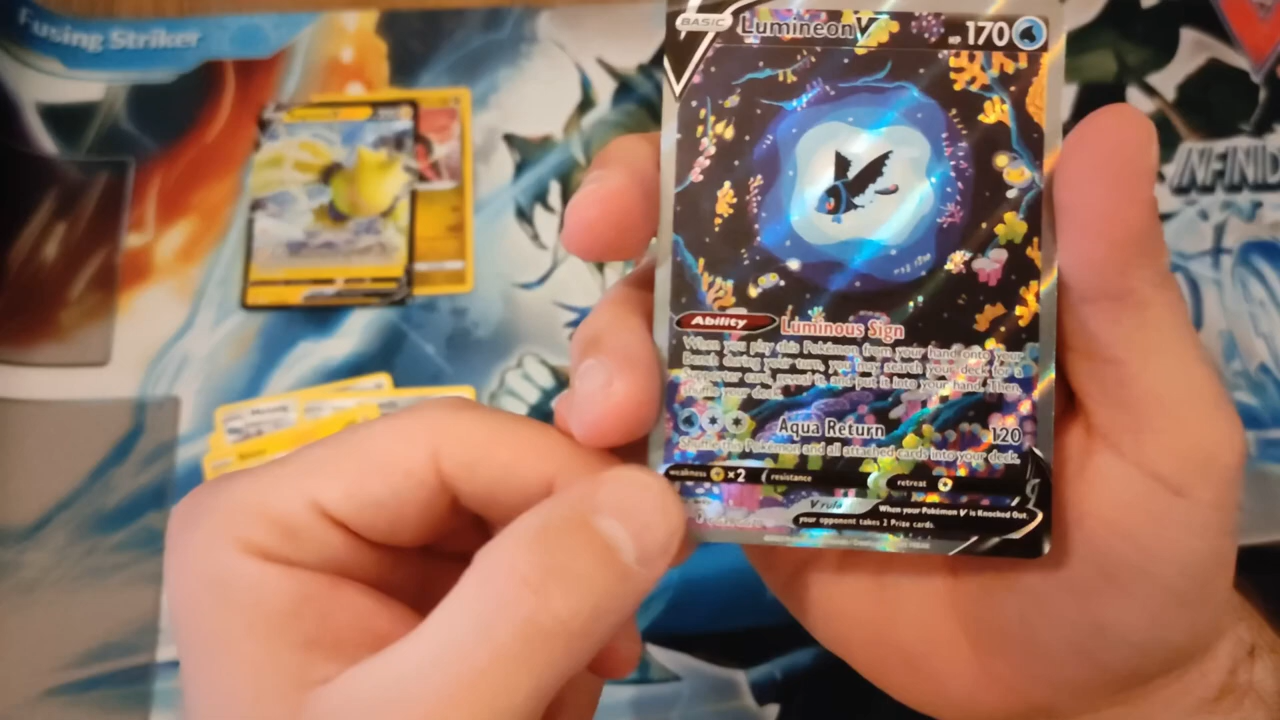 Fusing Striker
BASIC Lumineon V HP 170
INFINID
Ability Luminous Sign
When you play this Pokémon from your hand onto your
Bench during your turn, you may search your deck for a
Supporter card, reveal it, and put it into your hand. Then,
shuffle your deck.
Aqua Return 120
Shuffle this Pokémon and all attached cards into your deck.
weakness ×2 resistance retreat
V rule When your Pokémon V is Knocked Out,
your opponent takes 2 Prize cards.